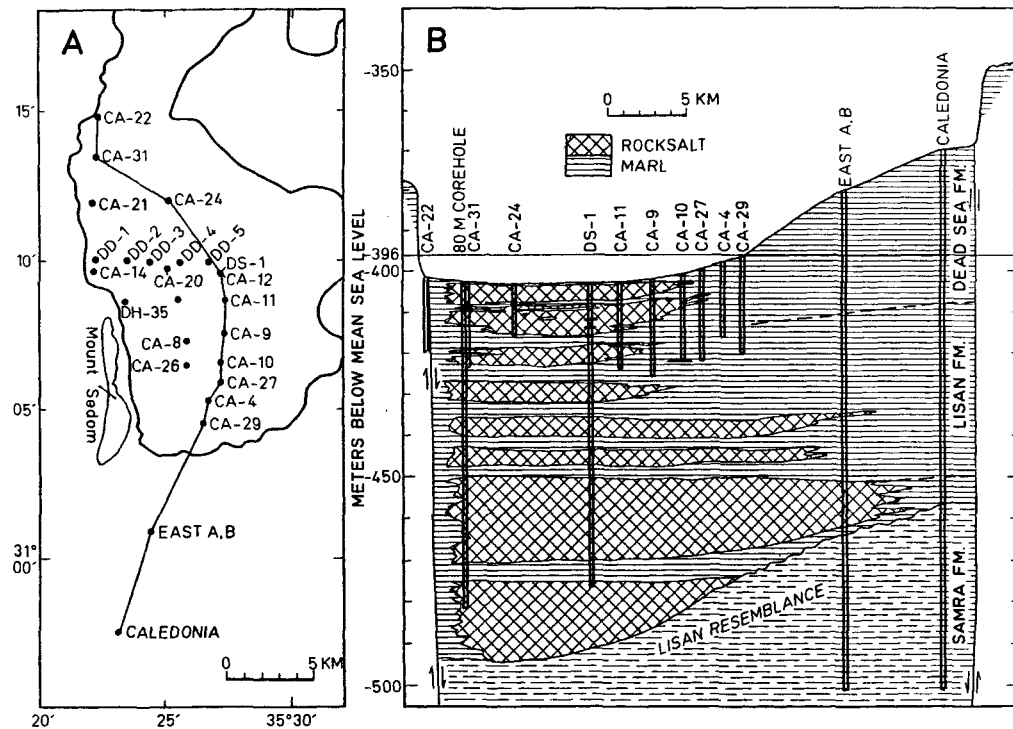 A
15′
10′
05′
31°
00′
20′
25′
35°30′
CA-22
CA-31
CA-24
CA-21
DD-1
DD-2
DD-3
DD-4
DD-5
DS-1
CA-14
CA-20
CA-12
CA-11
DH-35
CA-9
CA-8
CA-26
CA-10
CA-27
CA-4
CA-29
Mount
Sedom
EAST A,B
CALEDONIA
0 5 KM
B
METERS BELOW MEAN SEA LEVEL
-350
-396
-400
-450
-500
0 5 KM
ROCKSALT
MARL
CA-22
80 M COREHOLE
CA-31
CA-24
DS-1
CA-11
CA-9
CA-10
CA-27
CA-4
CA-29
EAST A,B
CALEDONIA
DEAD SEA FM.
LISAN FM.
SAMRA FM.
LISAN RESEMBLANCE